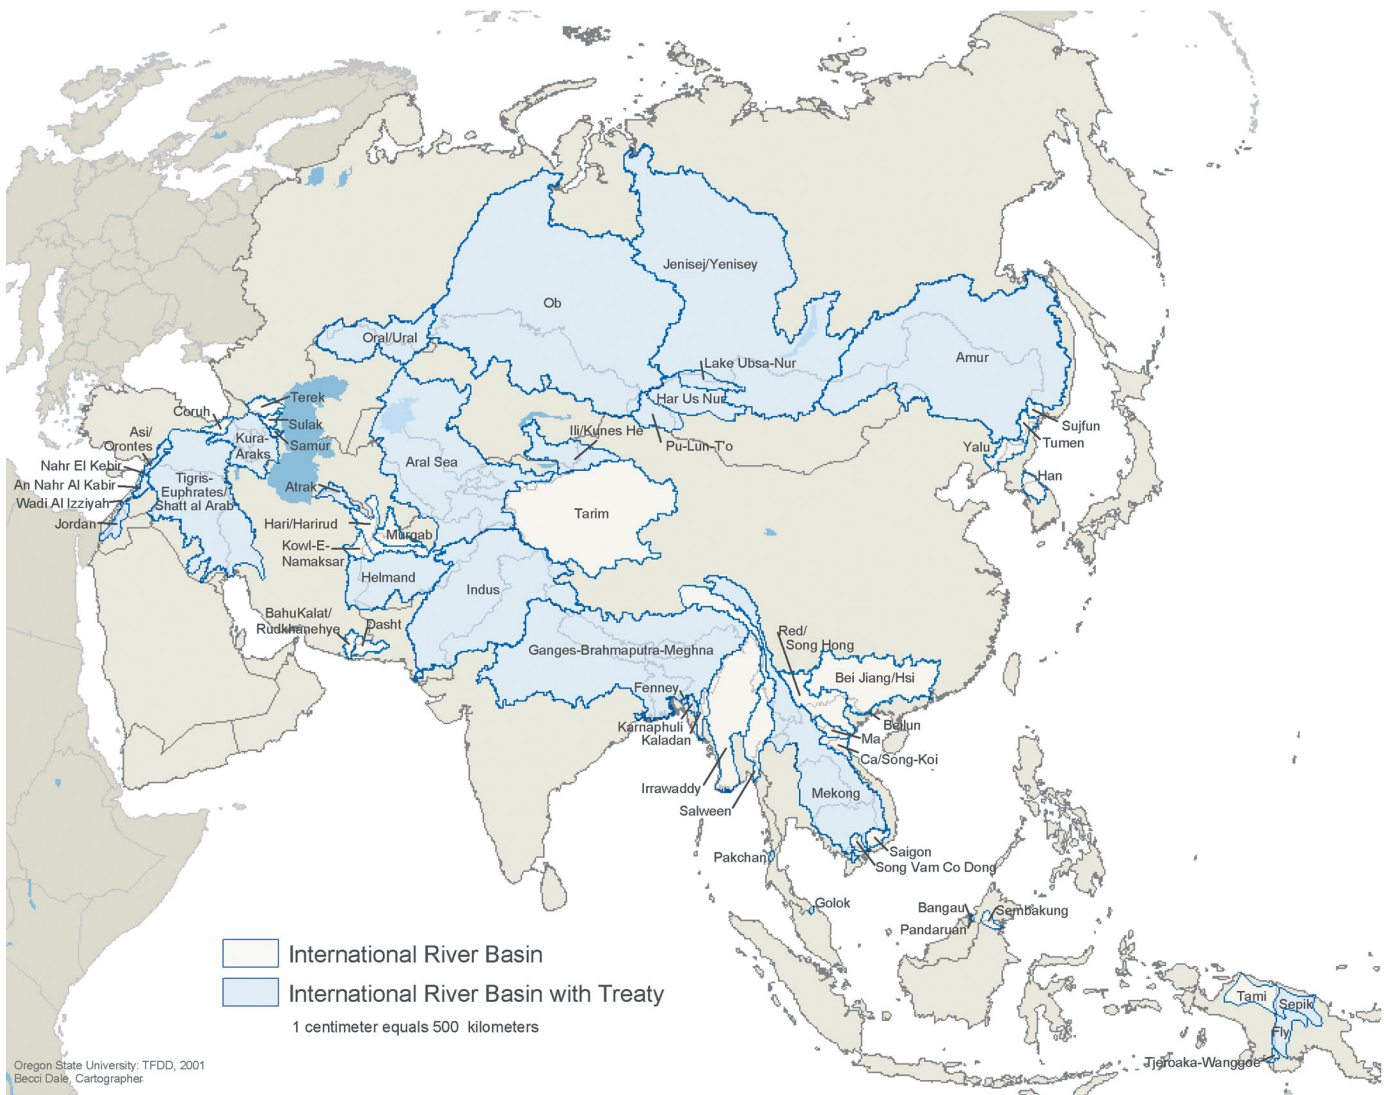 Jenisej/Yenisey
Ob
Oral/Ural
Amur
Lake Ubsa-Nur
Har Us Nur
Pu-Lun-T'o
Ili/Kunes He
Terek
Coruh
Sulak
Samur
Kura-
Araks
Asi/
Orontes
Nahr El Kebir
An Nahr Al Kabir
Wadi Al Izziyah
Jordan
Tigris-
Euphrates/
Shatt al Arab
Atrak
Aral Sea
Hari/Harirud
Murgab
Kowl-E-
Namaksar
Helmand
BahuKalat/
Rudkhanehye
Dasht
Indus
Tarim
Sujfun
Tumen
Yalu
Han
Ganges-Brahmaputra-Meghna
Red/
Song Hong
Bei Jiang/Hsi
Fenney
Karnaphuli
Kaladan
Beilun
Ma
Ca/Song-Koi
Irrawaddy
Salween
Mekong
Saigon
Song Vam Co Dong
Pakchan
Golok
Bangau
Sembakung
Pandaruan
Tami
Sepik
Fly
Tjeroaka-Wanggoe
International River Basin
International River Basin with Treaty
1 centimeter equals 500 kilometers
Oregon State University: TFDD, 2001
Becci Dale, Cartographer